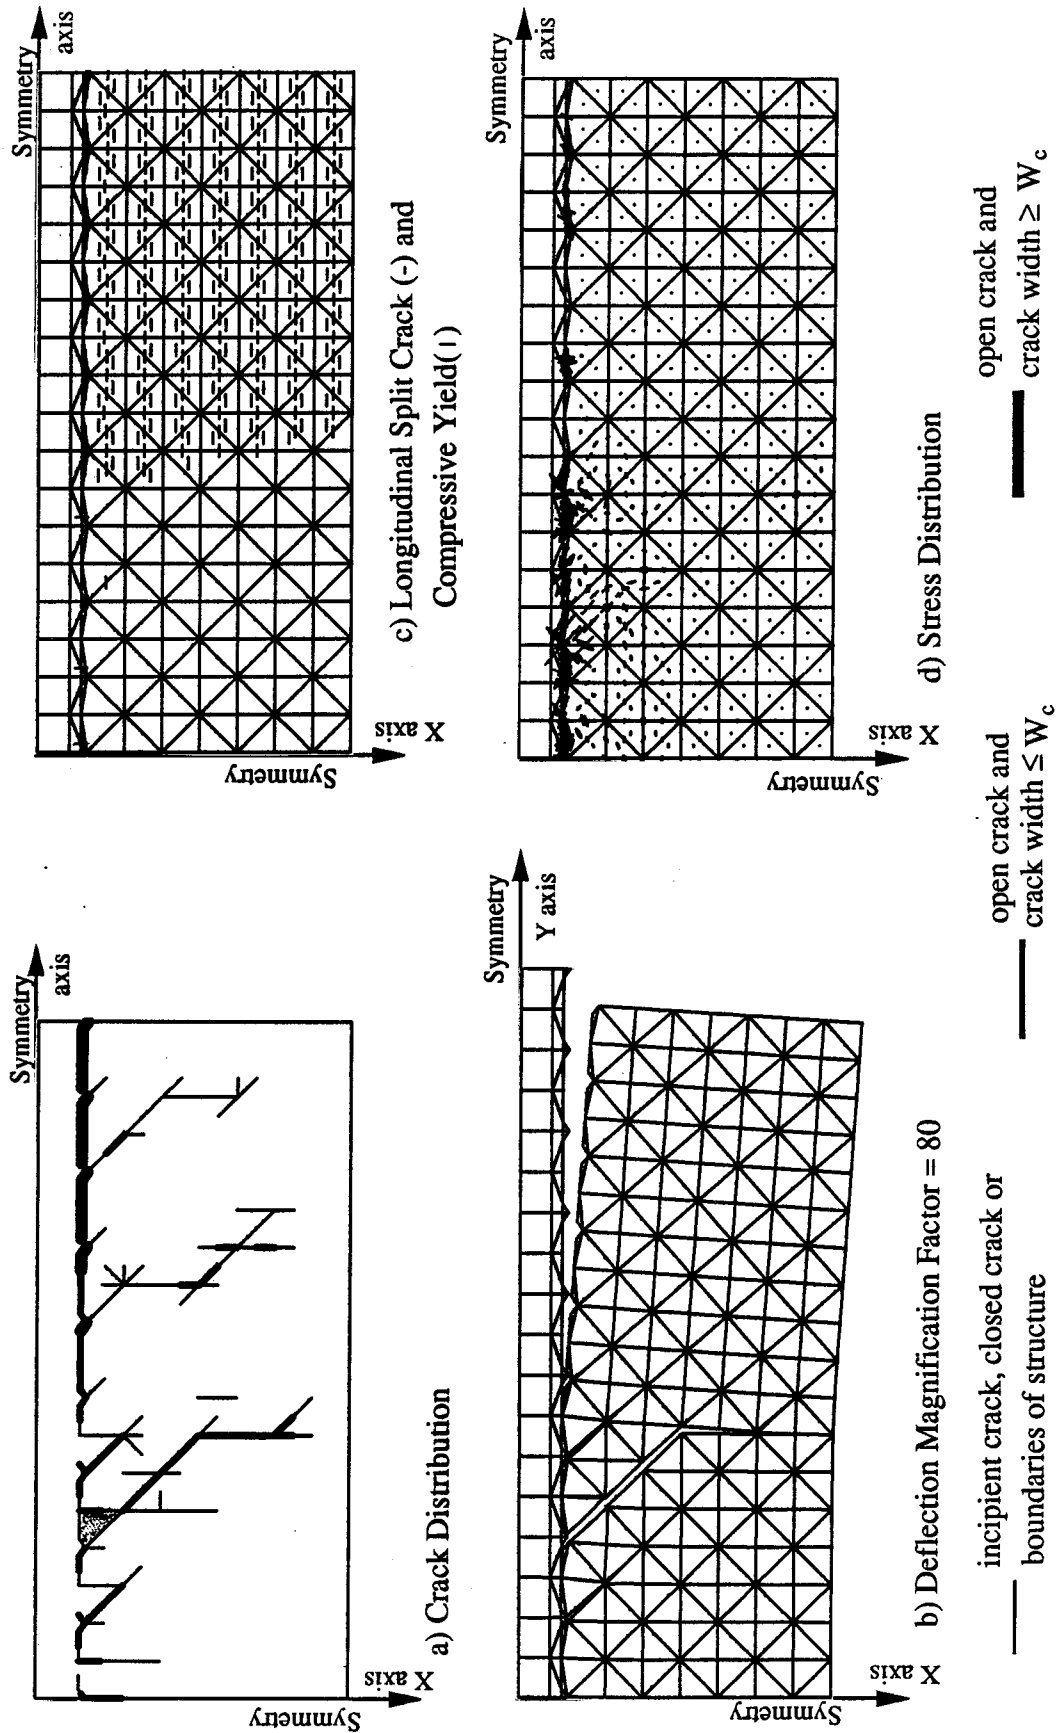 Symmetry
axis
Symmetry
X axis
a) Crack Distribution
Symmetry
axis
Symmetry
X axis
c) Longitudinal Split Crack (-) and
Compressive Yield(ı)
Symmetry
Y axis
Symmetry
X axis
b) Deflection Magnification Factor = 80
Symmetry
axis
Symmetry
X axis
d) Stress Distribution
incipient crack, closed crack or
boundaries of structure
open crack and
crack width ≤ Wc
open crack and
crack width ≥ Wc